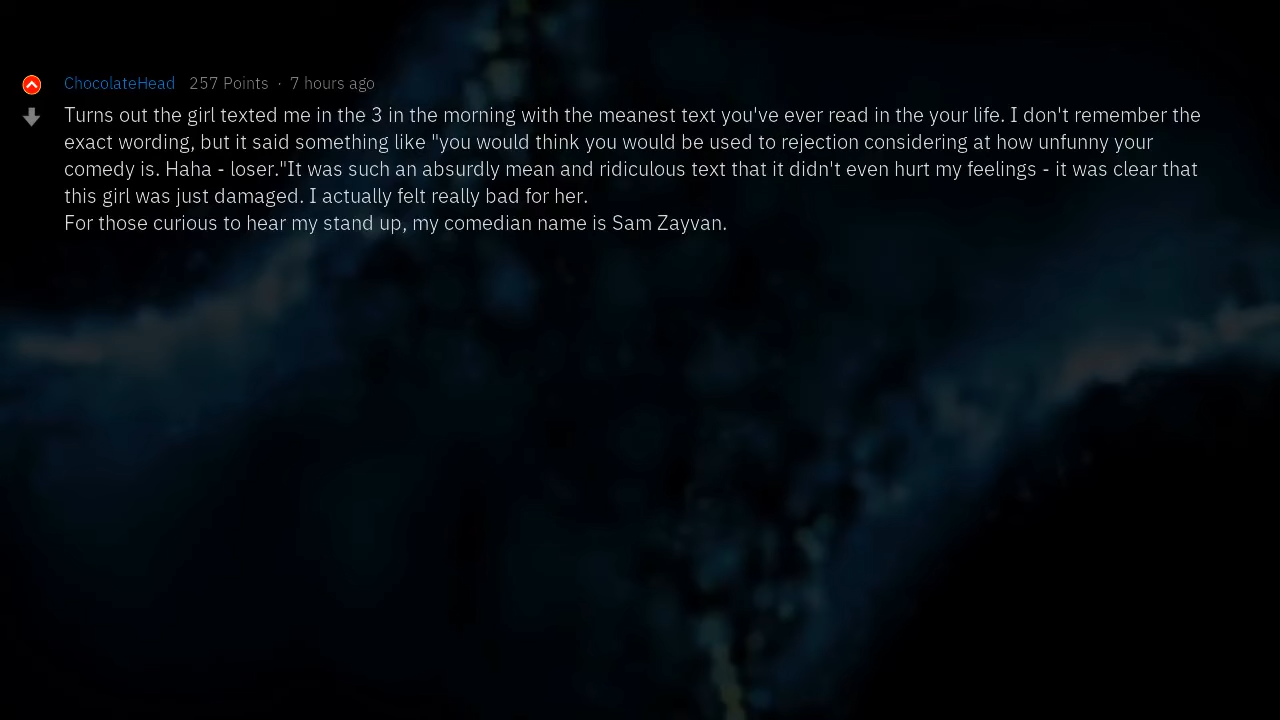 ChocolateHead 257 Points · 7 hours ago
Turns out the girl texted me in the 3 in the morning with the meanest text you've ever read in the your life. I don't remember the
exact wording, but it said something like "you would think you would be used to rejection considering at how unfunny your
comedy is. Haha - loser."It was such an absurdly mean and ridiculous text that it didn't even hurt my feelings - it was clear that
this girl was just damaged. I actually felt really bad for her.
For those curious to hear my stand up, my comedian name is Sam Zayvan.